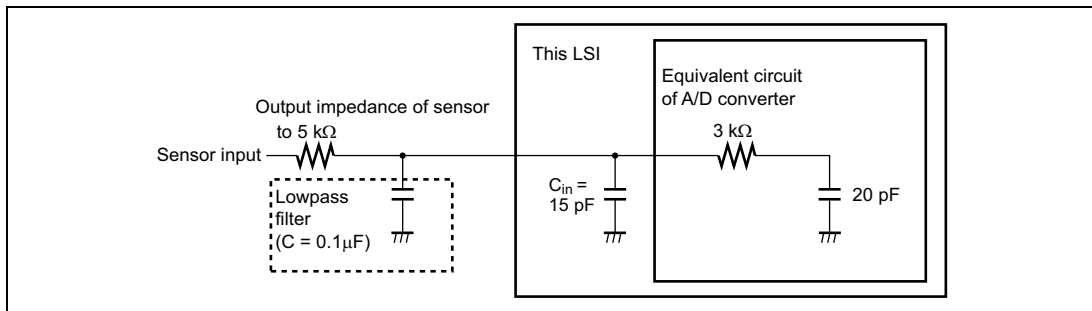 This LSI
Equivalent circuit
of A/D converter
Output impedance of sensor
to 5 kΩ
3 kΩ
Sensor input
Cin =
15 pF
20 pF
Lowpass
filter
(C = 0.1μF)